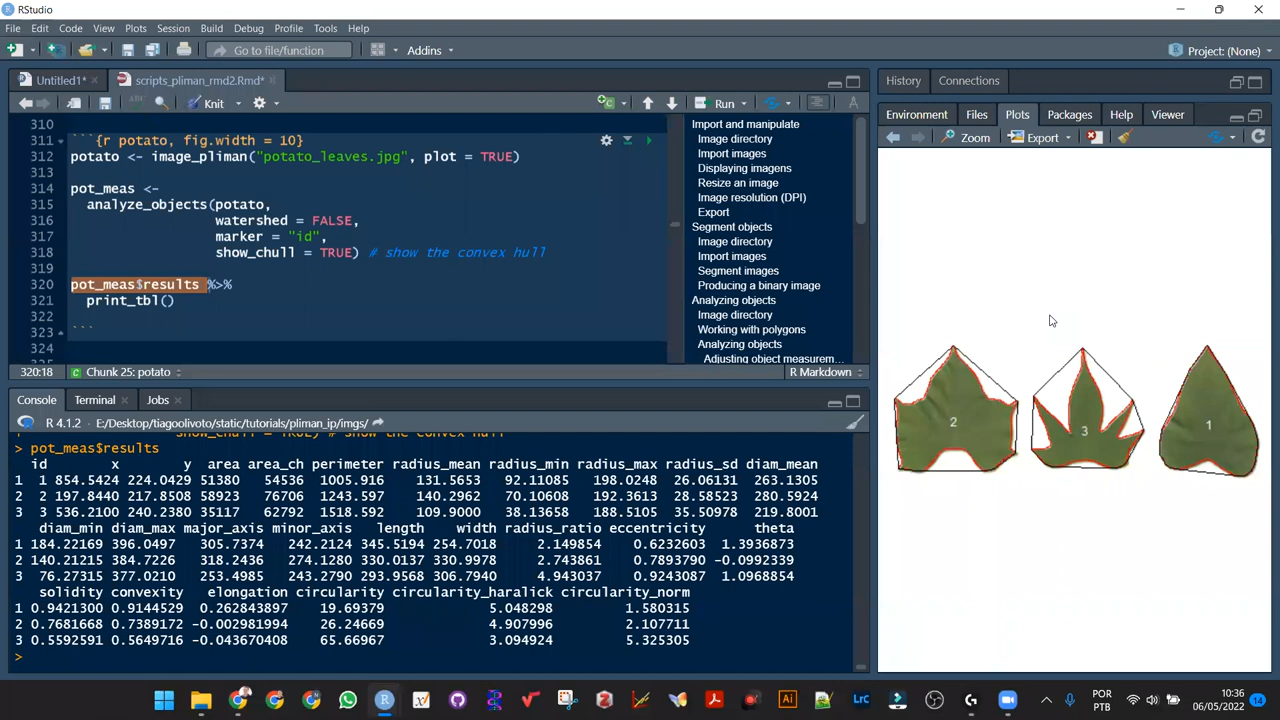 RStudio
File Edit Code View Plots Session Build Debug Profile Tools Help
Go to file/function
Addins
Project: (None)
Untitled1*
scripts_pliman_rmd2.Rmd*
Knit
Run
310
311 ```{r potato, fig.width = 10}
312 potato <- image_pliman("potato_leaves.jpg", plot = TRUE)
313
314 pot_meas <-
315 analyze_objects(potato,
316 watershed = FALSE,
317 marker = "id",
318 show_chull = TRUE) # show the convex hull
319
320 pot_meas$results %>%
321 print_tbl()
322
323 ```
324
320:18 Chunk 25: potato R Markdown
Import and manipulate
Image directory
Import images
Displaying imagens
Resize an image
Image resolution (DPI)
Export
Segment objects
Image directory
Import images
Segment images
Producing a binary image
Analyzing objects
Image directory
Working with polygons
Analyzing objects
Adjusting object measurem...
Console Terminal Jobs
R 4.1.2 · E:/Desktop/tiagoolivoto/static/tutorials/pliman_ip/imgs/
> pot_meas$results
id x y area area_ch perimeter radius_mean radius_min radius_max radius_sd diam_mean
1 1 854.5424 224.0429 51380 54536 1005.916 131.5653 92.11085 198.0248 26.06131 263.1305
2 2 197.8440 217.8508 58923 76706 1243.597 140.2962 70.10608 192.3613 28.58523 280.5924
3 3 536.2100 240.2380 35117 62792 1518.592 109.9000 38.13658 188.5105 35.50978 219.8001
diam_min diam_max major_axis minor_axis length width radius_ratio eccentricity theta
1 184.22169 396.0497 305.7374 242.2124 345.5194 254.7018 2.149854 0.6232603 1.3936873
2 140.21215 384.7226 318.2436 274.1280 330.0137 330.9978 2.743861 0.7893790 -0.0992339
3 76.27315 377.0210 253.4985 243.2790 293.9568 306.7940 4.943037 0.9243087 1.0968854
solidity convexity elongation circularity circularity_haralick circularity_norm
1 0.9421300 0.9144529 0.262843897 19.69379 5.048298 1.580315
2 0.7681668 0.7389172 -0.002981994 26.24669 4.907996 2.107711
3 0.5592591 0.5649716 -0.043670408 65.66967 3.094924 5.325305
>
History Connections
Environment Files Plots Packages Help Viewer
Zoom Export
2
3
1
POR
PTB
10:36
06/05/2022